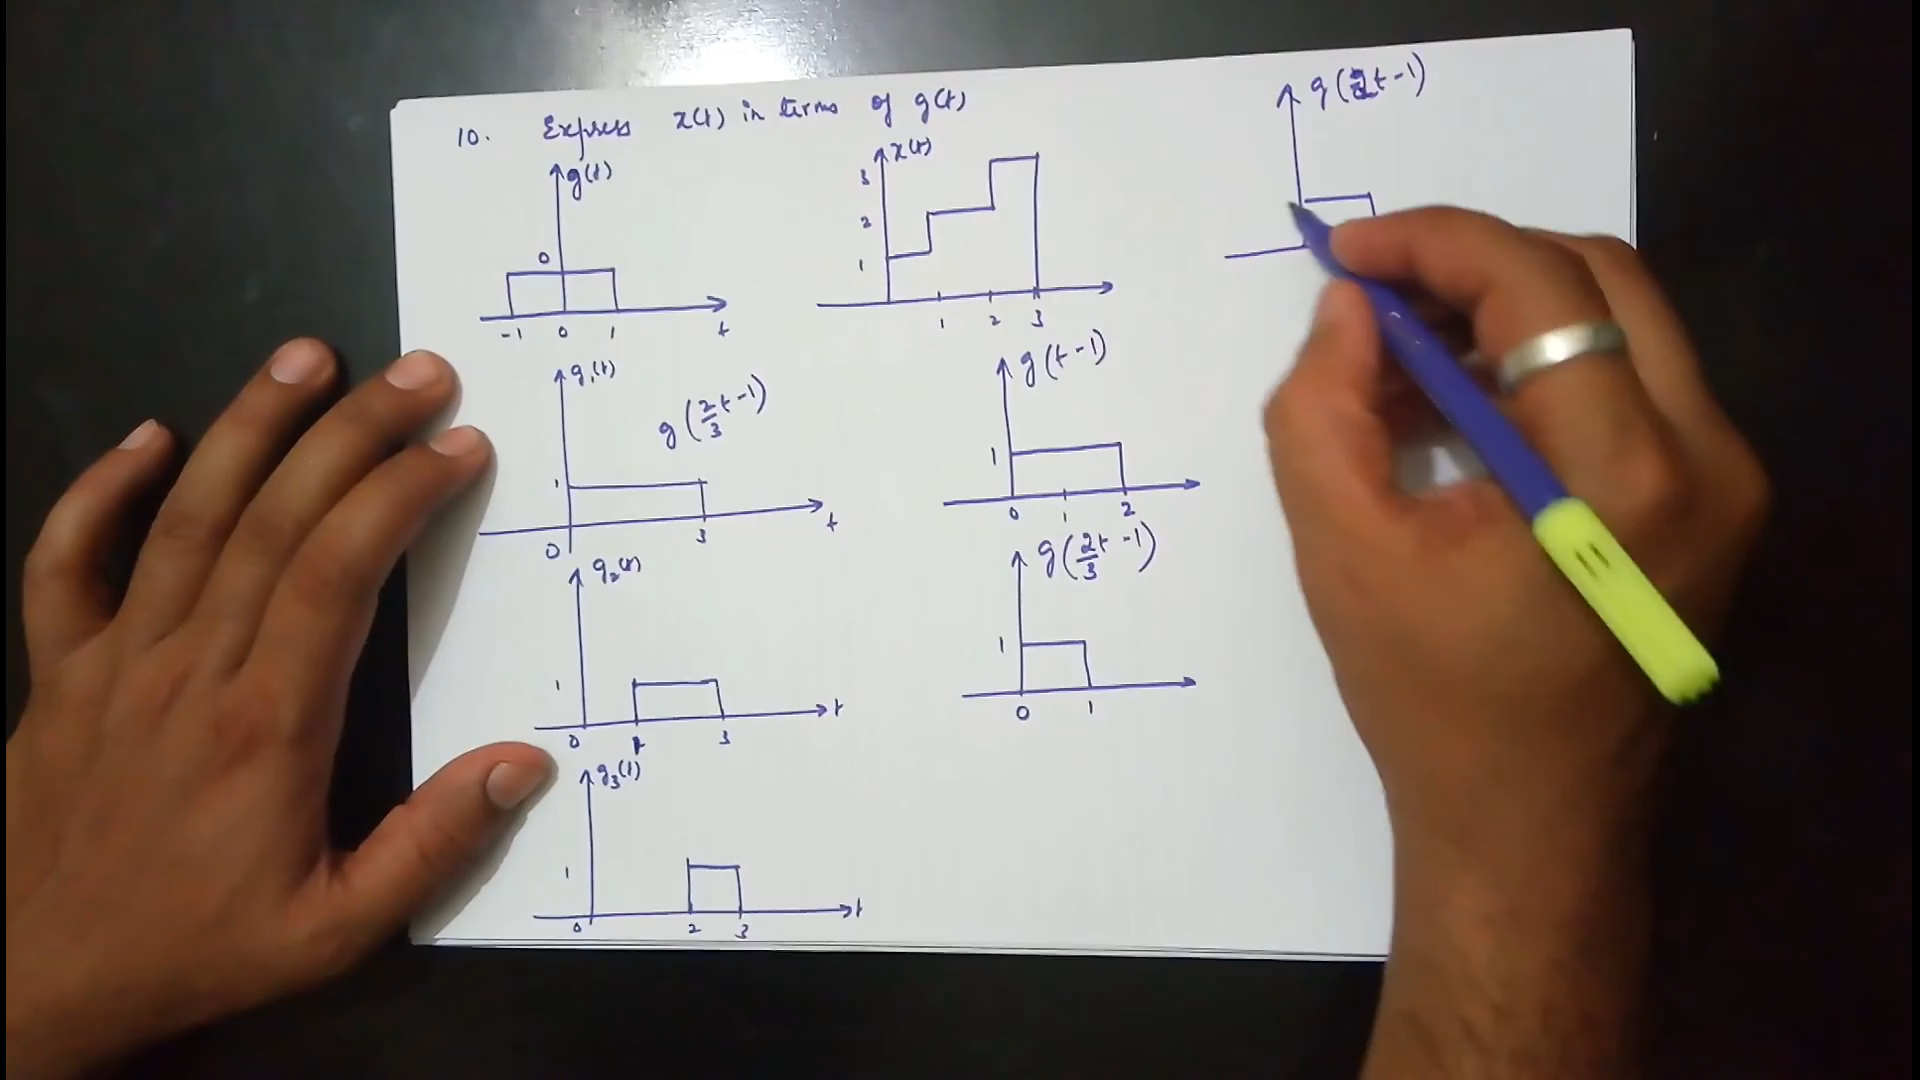 10. Express x(t) in terms of g(t)
g(t)
0
-1 0 1 t
x(t)
3
2
1
1 2 3
g(2t-1)
g₁(t)
g(2/3 t-1)
1
0 3 t
g(t-1)
1
0 1 2
g₂(t)
1
0 1 3 t
g(2/3 t-1)
1
0 1
g₃(t)
1
0 2 3 t